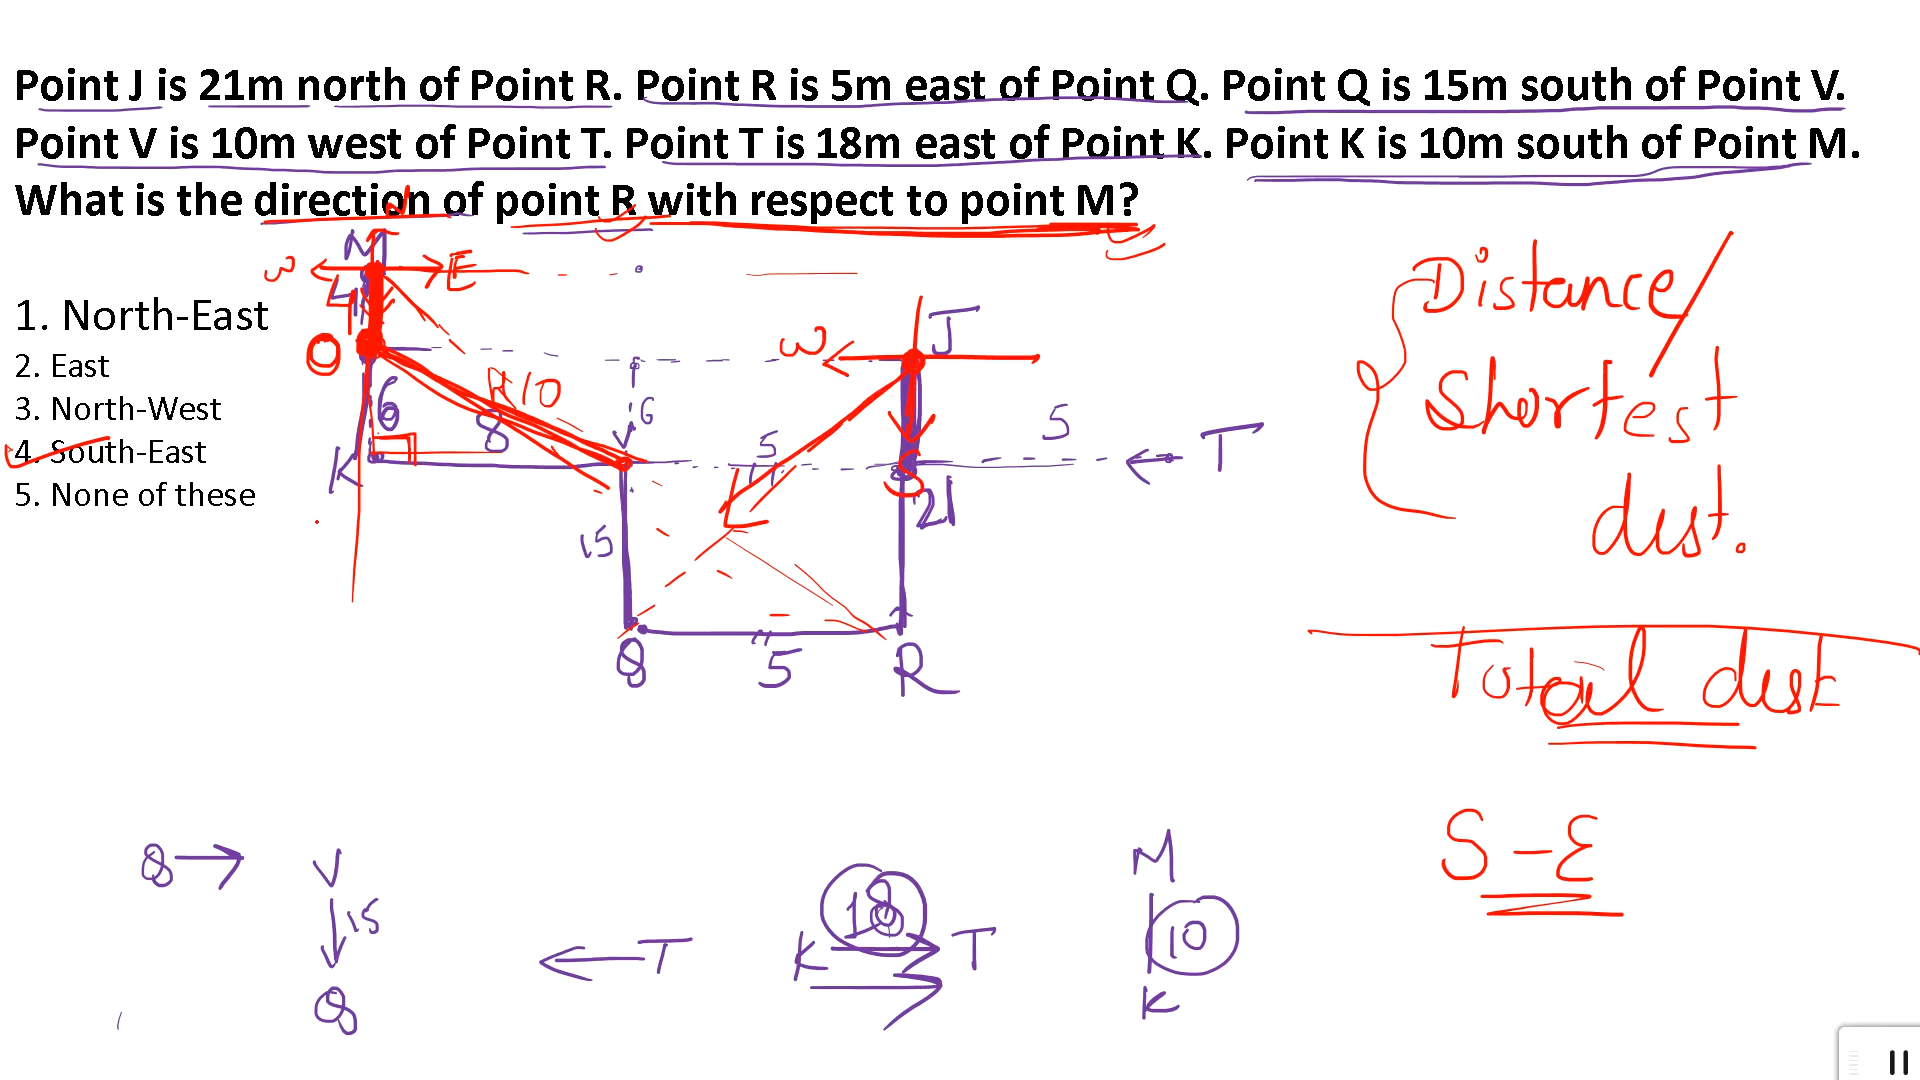 Point J is 21m north of Point R. Point R is 5m east of Point Q. Point Q is 15m south of Point V.
Point V is 10m west of Point T. Point T is 18m east of Point K. Point K is 10m south of Point M.
What is the direction of point R with respect to point M?
N
M
W E
4
1. North-East
2. East
3. North-West
4. South-East
5. None of these
O
W J
10
6 8 6
5 5
K V T
21
15
Q 5 R
Distance/
Shortest
dist.
Total dist
S-E
Q → V
↓ 15
Q
← T
18
K → T
M
10
K